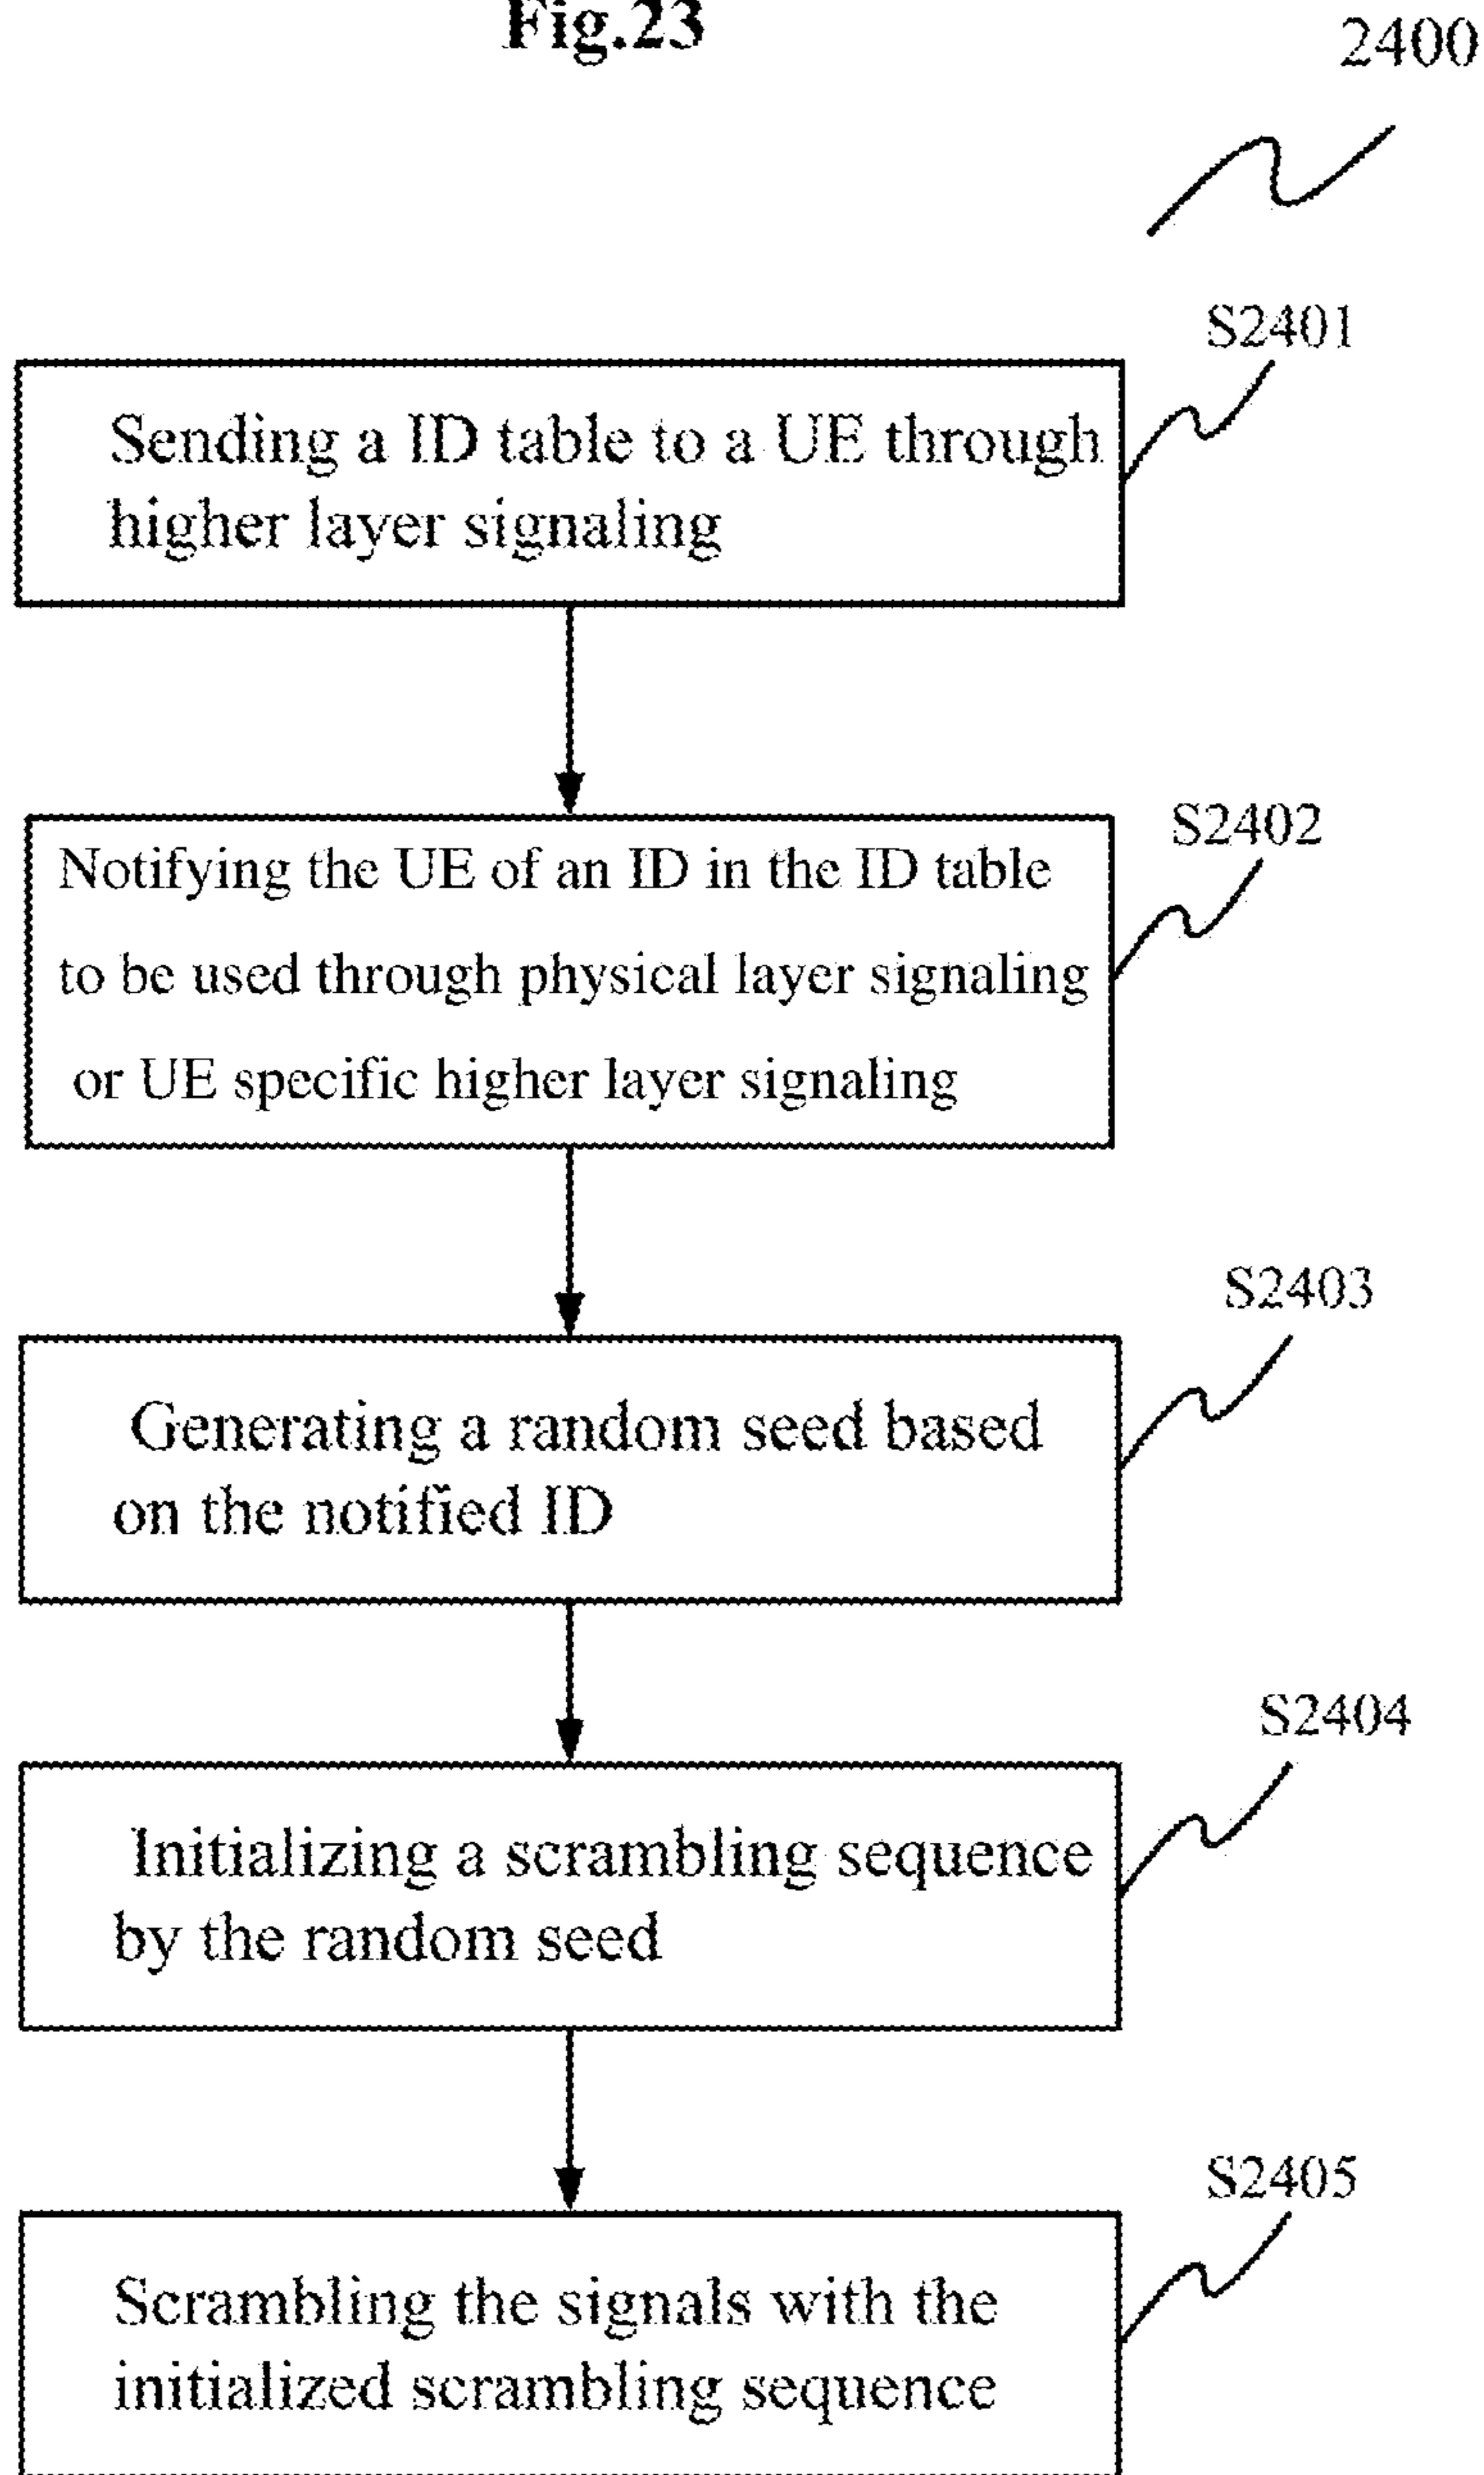 Fig.23
2400
S2401
Sending a ID table to a UE through
higher layer signaling
S2402
Notifying the UE of an ID in the ID table
to be used through physical layer signaling
or UE specific higher layer signaling
S2403
Generating a random seed based
on the notified ID
S2404
Initializing a scrambling sequence
by the random seed
S2405
Scrambling the signals with the
initialized scrambling sequence